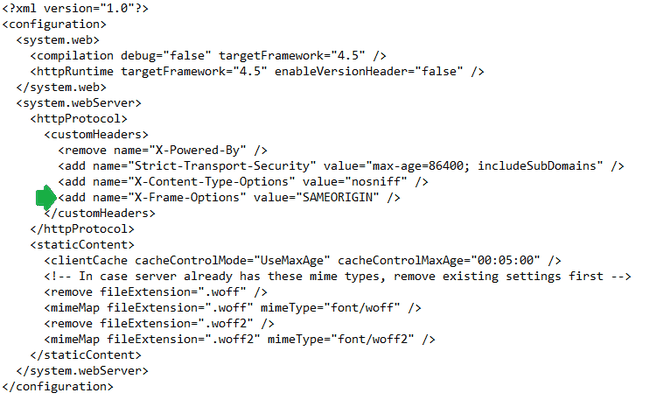 <?xml version="1.0"?>
<configuration>
  <system.web>
    <compilation debug="false" targetFramework="4.5" />
    <httpRuntime targetFramework="4.5" enableVersionHeader="false" />
  </system.web>
  <system.webServer>
    <httpProtocol>
      <customHeaders>
        <remove name="X-Powered-By" />
        <add name="Strict-Transport-Security" value="max-age=86400; includeSubDomains" />
        <add name="X-Content-Type-Options" value="nosniff" />
        <add name="X-Frame-Options" value="SAMEORIGIN" />
      </customHeaders>
    </httpProtocol>
    <staticContent>
      <clientCache cacheControlMode="UseMaxAge" cacheControlMaxAge="00:05:00" />
      <!-- In case server already has these mime types, remove existing settings first -->
      <remove fileExtension=".woff" />
      <mimeMap fileExtension=".woff" mimeType="font/woff" />
      <remove fileExtension=".woff2" />
      <mimeMap fileExtension=".woff2" mimeType="font/woff2" />
    </staticContent>
  </system.webServer>
</configuration>